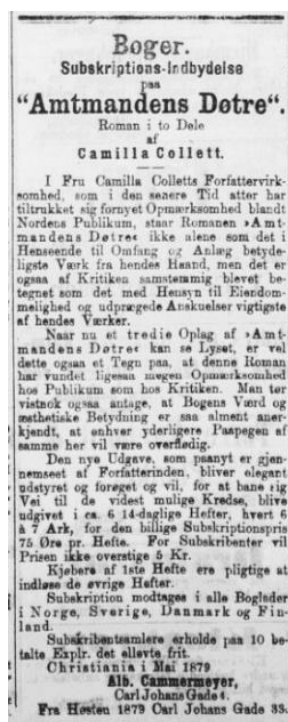 Bøger.
Subskriptions-Indbydelse
paa
"Amtmandens Døtre".
Roman i to Dele
af
Camilla Collett.
I Fru Camilla Colletts Forfattervirk-
somhed, som i den senere Tid atter har
tiltrukket sig fornyet Opmærksomhed blandt
Nordens Publikum, staar Romanen »Amt-
mandens Døtre« ikke alene som det i
Henseende til Omfang og Anlæg betyde-
ligste Værk fra hendes Haand, men det er
ogsaa af Kritiken samstemmig blevet be-
tegnet som det med Hensyn til Eiendom-
melighed og udprægede Anskuelser vigtigste
af hendes Værker.
Naar nu et tredie Oplag af »Amt-
mandens Døtre« kan se Lyset, er vel
dette ogsaa et Tegn paa, at denne Roman
har vundet ligesaa megen Opmærksomhed
hos Publikum som hos Kritiken. Man tør
vistnok ogsaa antage, at Bogens Værd og
æsthetiske Betydning er saa alment aner-
kjendt, at enhver yderligere Paapegen af
samme her vil være overflødig.
Den nye Udgave, som paanyt er gjen-
nemseet af Forfatterinden, bliver elegant
udstyret og forøget og vil, for at bane sig
Vei til de videst mulige Kredse, blive
udgivet i ca. 6 14-daglige Hefter, hvert 6
à 7 Ark, for den billige Subskriptionspris
75 Øre pr. Hefte. For Subskribenter vil
Prisen ikke overstige 5 Kr.
Kjøbere af 1ste Hefte ere pligtige at
indløse de øvrige Hefter.
Subskription modtages i alle Boglader
i Norge, Sverige, Danmark og Fin-
land.
Subskribentsamlere erholde paa 10 be-
talte Explr. det ellevte frit.
Christiania i Mai 1879
Alb. Cammermeyer,
Carl Johans Gade 4.
Fra Høsten 1879 Carl Johans Gade 33.